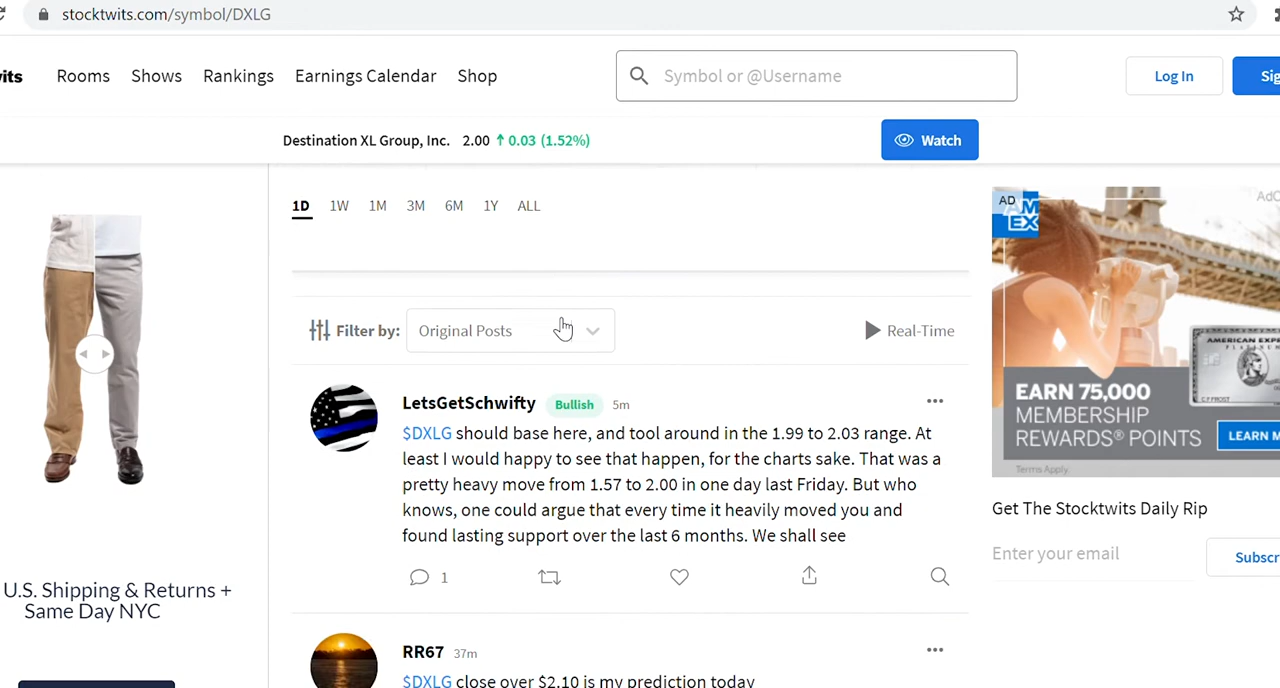 stocktwits.com/symbol/DXLG
Rooms Shows Rankings Earnings Calendar Shop
Symbol or @Username
Log In
Destination XL Group, Inc. 2.00 ↑ 0.03 (1.52%)
Watch
1D 1W 1M 3M 6M 1Y ALL
Filter by: Original Posts
Real-Time
LetsGetSchwifty Bullish 5m
$DXLG should base here, and tool around in the 1.99 to 2.03 range. At
least I would happy to see that happen, for the charts sake. That was a
pretty heavy move from 1.57 to 2.00 in one day last Friday. But who
knows, one could argue that every time it heavily moved you and
found lasting support over the last 6 months. We shall see
1
RR67 37m
$DXLG close over $2.10 is my prediction today
U.S. Shipping & Returns +
Same Day NYC
AD
AM
EX
AMERICAN EXPRESS
EARN 75,000
MEMBERSHIP
REWARDS® POINTS
LEARN M
Terms Apply.
Get The Stocktwits Daily Rip
Enter your email
Subscr